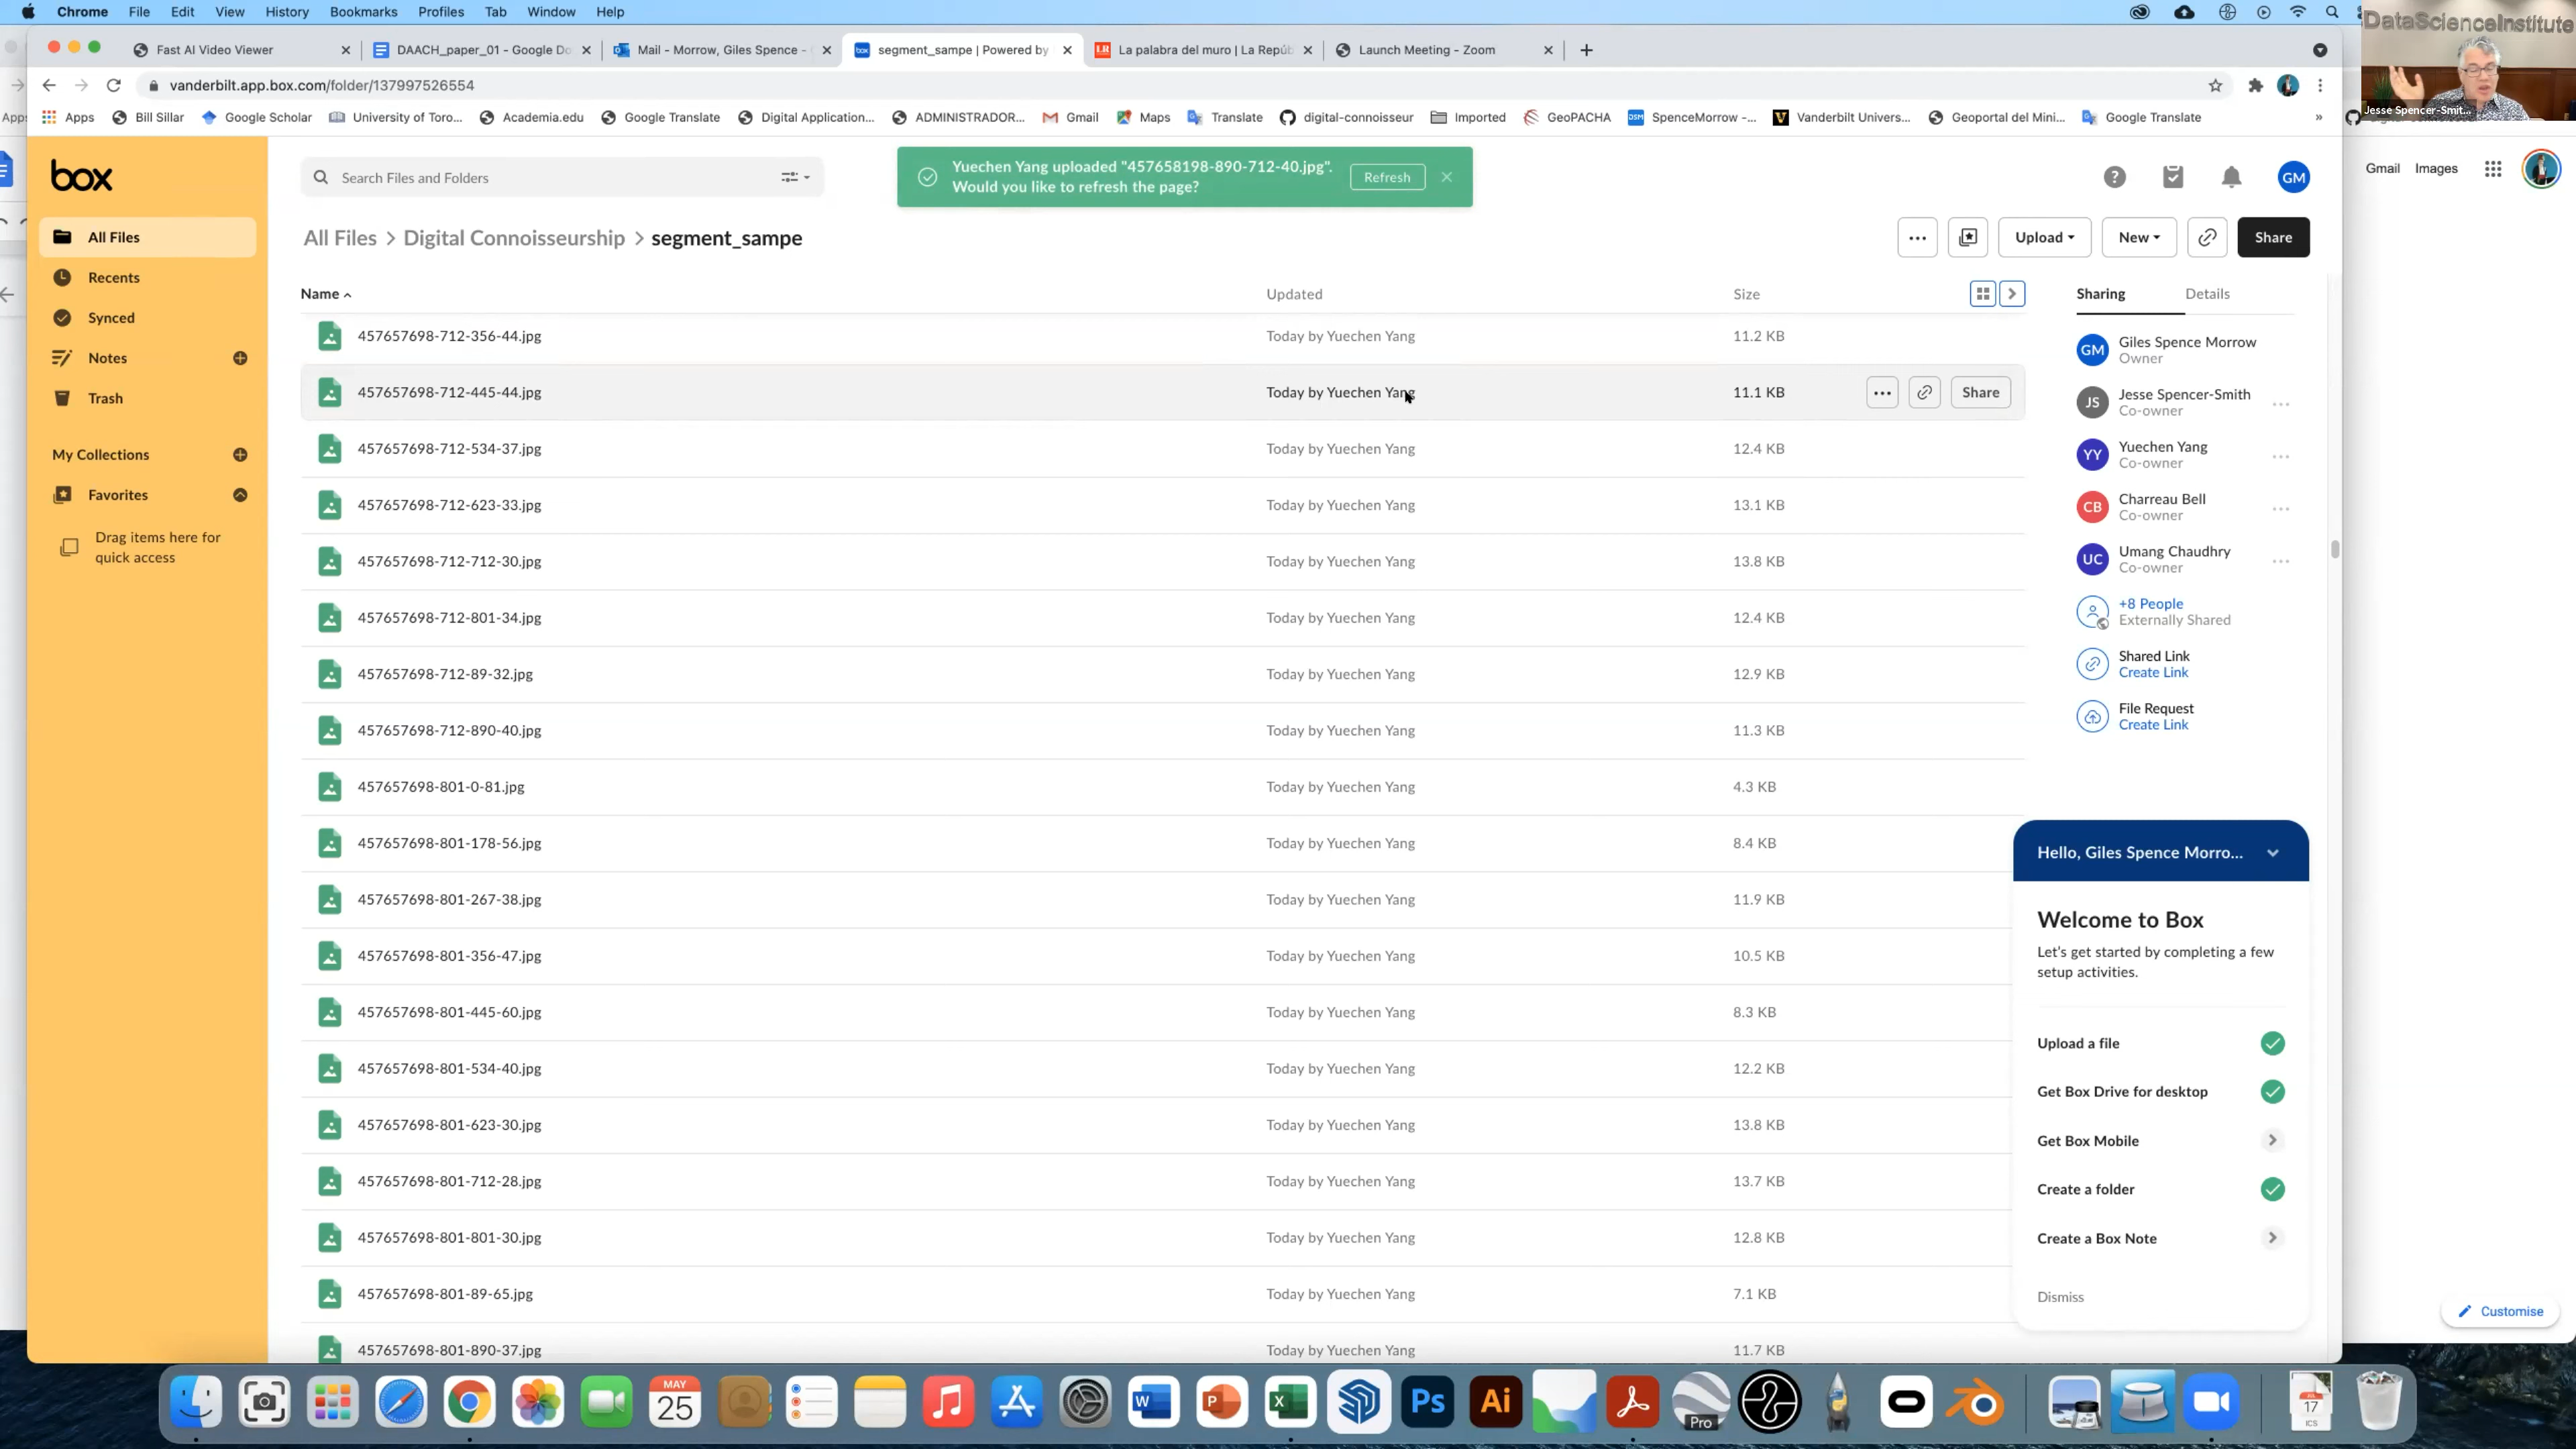 Chrome File Edit View History Bookmarks Profiles Tab Window Help
DataScienceInstitute
Jesse Spencer-Smit...
Fast AI Video Viewer
DAACH_paper_01 - Google Do
Mail - Morrow, Giles Spence -
segment_sampe | Powered by
La palabra del muro | La Repúb
Launch Meeting - Zoom
vanderbilt.app.box.com/folder/137997526554
Apps Bill Sillar Google Scholar University of Toro... Academia.edu Google Translate Digital Application... ADMINISTRADOR... Gmail Maps Translate digital-connoisseur Imported GeoPACHA SpenceMorrow -... Vanderbilt Univers... Geoportal del Mini... Google Translate »
Gmail Images
box
Search Files and Folders
Yuechen Yang uploaded "457658198-890-712-40.jpg".
Would you like to refresh the page?
Refresh
GM
All Files
Recents
Synced
Notes
Trash
My Collections
Favorites
Drag items here for
quick access
All Files > Digital Connoisseurship > segment_sampe
Upload New Share
Name Updated Size
457657698-712-356-44.jpg Today by Yuechen Yang 11.2 KB
457657698-712-445-44.jpg Today by Yuechen Yang 11.1 KB Share
457657698-712-534-37.jpg Today by Yuechen Yang 12.4 KB
457657698-712-623-33.jpg Today by Yuechen Yang 13.1 KB
457657698-712-712-30.jpg Today by Yuechen Yang 13.8 KB
457657698-712-801-34.jpg Today by Yuechen Yang 12.4 KB
457657698-712-89-32.jpg Today by Yuechen Yang 12.9 KB
457657698-712-890-40.jpg Today by Yuechen Yang 11.3 KB
457657698-801-0-81.jpg Today by Yuechen Yang 4.3 KB
457657698-801-178-56.jpg Today by Yuechen Yang 8.4 KB
457657698-801-267-38.jpg Today by Yuechen Yang 11.9 KB
457657698-801-356-47.jpg Today by Yuechen Yang 10.5 KB
457657698-801-445-60.jpg Today by Yuechen Yang 8.3 KB
457657698-801-534-40.jpg Today by Yuechen Yang 12.2 KB
457657698-801-623-30.jpg Today by Yuechen Yang 13.8 KB
457657698-801-712-28.jpg Today by Yuechen Yang 13.7 KB
457657698-801-801-30.jpg Today by Yuechen Yang 12.8 KB
457657698-801-89-65.jpg Today by Yuechen Yang 7.1 KB
457657698-801-890-37.jpg Today by Yuechen Yang 11.7 KB
Sharing Details
GM Giles Spence Morrow
Owner
JS Jesse Spencer-Smith
Co-owner
YY Yuechen Yang
Co-owner
CB Charreau Bell
Co-owner
UC Umang Chaudhry
Co-owner
+8 People
Externally Shared
Shared Link
Create Link
File Request
Create Link
Hello, Giles Spence Morro...
Welcome to Box
Let's get started by completing a few
setup activities.
Upload a file
Get Box Drive for desktop
Get Box Mobile
Create a folder
Create a Box Note
Dismiss
Customise
MAY
25
W P X Ps Ai Pro
17
ICS